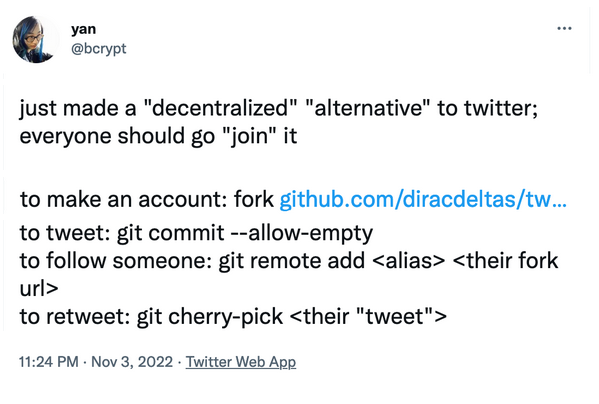 yan
@bcrypt
just made a "decentralized" "alternative" to twitter;
everyone should go "join" it
to make an account: fork github.com/diracdeltas/tw...
to tweet: git commit --allow-empty
to follow someone: git remote add <alias> <their fork
url>
to retweet: git cherry-pick <their "tweet">
11:24 PM · Nov 3, 2022 · Twitter Web App